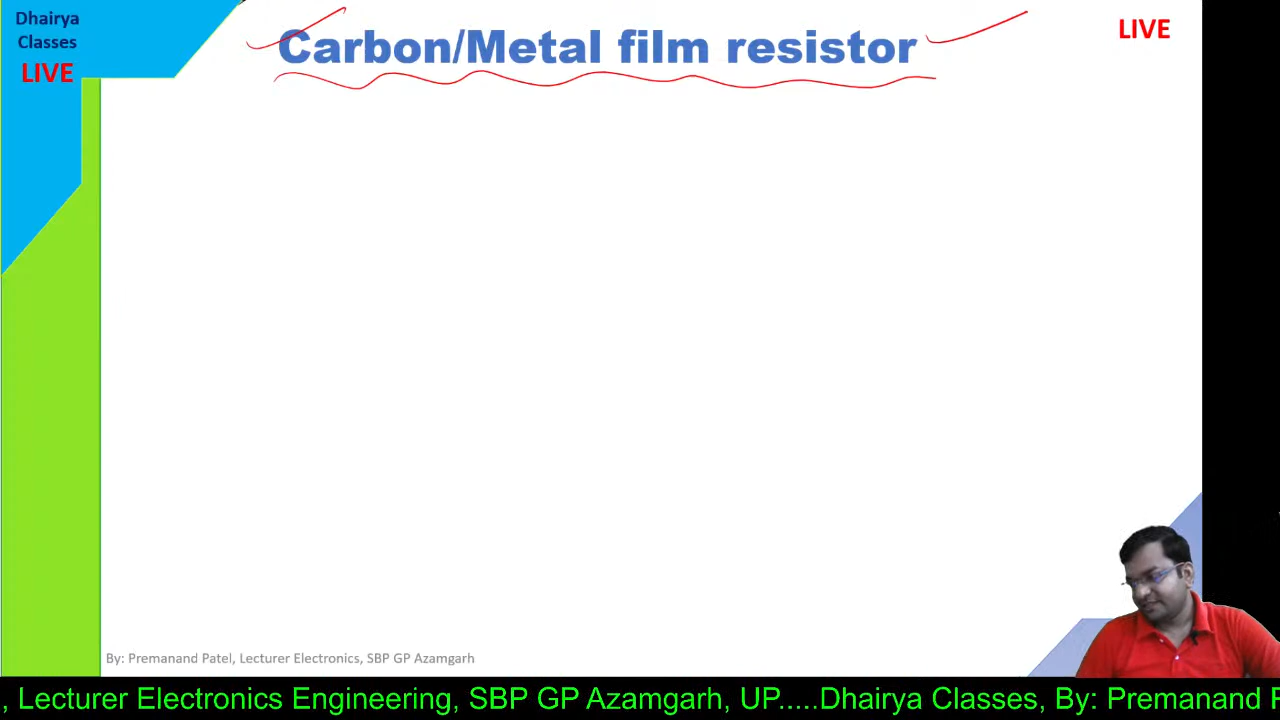 Dhairya
Classes
LIVE
Carbon/Metal film resistor
LIVE
By: Premanand Patel, Lecturer Electronics, SBP GP Azamgarh
, Lecturer Electronics Engineering, SBP GP Azamgarh, UP.....Dhairya Classes, By: Premanand